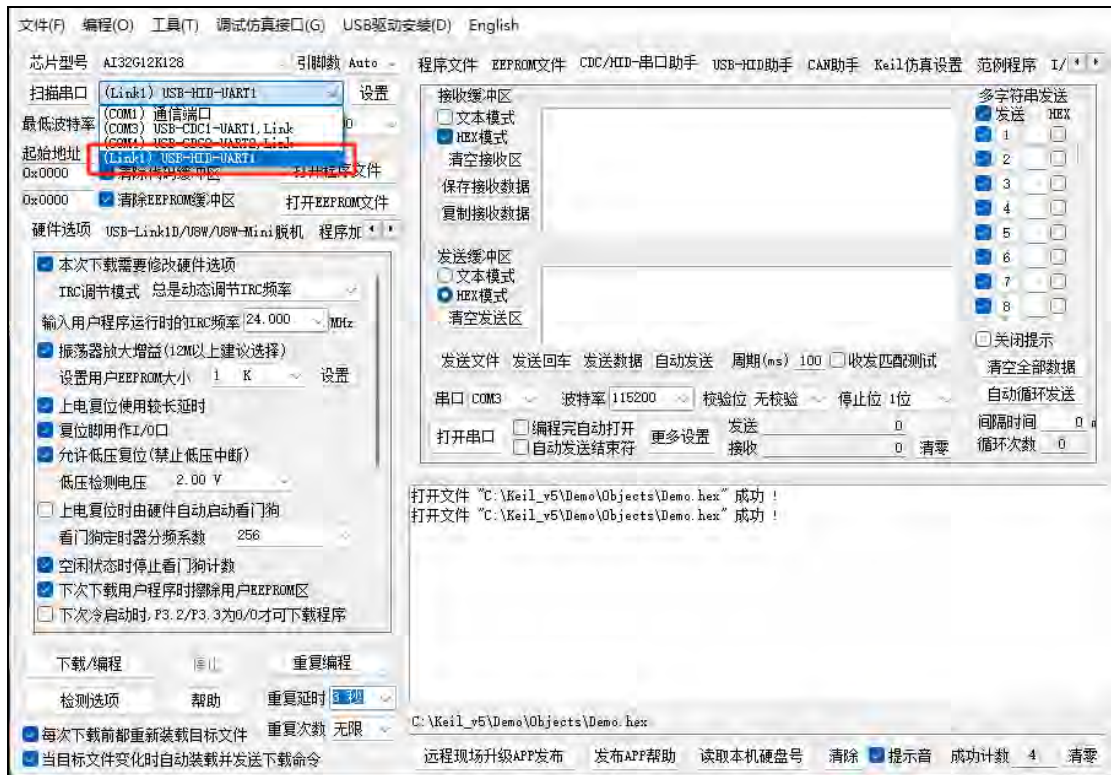 文件(F) 编程(O) 工具(T) 调试仿真接口(G) USB驱动安装(D) English
芯片型号 AI32G12K128 引脚数 Auto
扫描串口 (Link1) USB-HID-UART1 设置
(COM1) 通信端口
最低波特率 (COM3) USB-CDC1-UART1, Link
(COM4) USB-CDC2-UART2, Link
起始地址 (Link1) USB-HID-UART1
0x0000 清除代码缓冲区 打开程序文件
0x0000 清除EEPROM缓冲区 打开EEPROM文件
硬件选项 USB-Link1D/U8W/U8W-Mini脱机 程序加
本次下载需要修改硬件选项
IRC调节模式 总是动态调节IRC频率
输入用户程序运行时的IRC频率 24.000 MHz
振荡器放大增益(12M以上建议选择)
设置用户EEPROM大小 1 K 设置
上电复位使用较长延时
复位脚用作I/O口
允许低压复位(禁止低压中断)
低压检测电压 2.00 V
上电复位时由硬件自动启动看门狗
看门狗定时器分频系数 256
空闲状态时停止看门狗计数
下次下载用户程序时擦除用户EEPROM区
下次冷启动时,P3.2/P3.3为0/0才可下载程序
下载/编程 停止 重复编程
检测选项 帮助 重复延时 3 秒
每次下载前都重新装载目标文件 重复次数 无限
当目标文件变化时自动装载并发送下载命令
程序文件 EEPROM文件 CDC/HID-串口助手 USB-HID助手 CAN助手 Keil仿真设置 范例程序 I/
接收缓冲区
文本模式
HEX模式
清空接收区
保存接收数据
复制接收数据
发送缓冲区
文本模式
HEX模式
清空发送区
发送文件 发送回车 发送数据 自动发送 周期(ms) 100 收发匹配测试
串口 COM3 波特率 115200 校验位 无校验 停止位 1位
打开串口 编程完自动打开 更多设置 发送 0
自动发送结束符 接收 0 清零
多字符串发送
发送 HEX
1
2
3
4
5
6
7
8
关闭提示
清空全部数据
自动循环发送
间隔时间 0
循环次数 0
打开文件 "C:\Keil_v5\Demo\Objects\Demo.hex" 成功 !
打开文件 "C:\Keil_v5\Demo\Objects\Demo.hex" 成功 !
C:\Keil_v5\Demo\Objects\Demo.hex
远程现场升级APP发布 发布APP帮助 读取本机硬盘号 清除 提示音 成功计数 4 清零